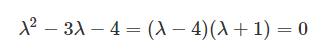 λ² − 3λ − 4 = (λ − 4)(λ + 1) = 0